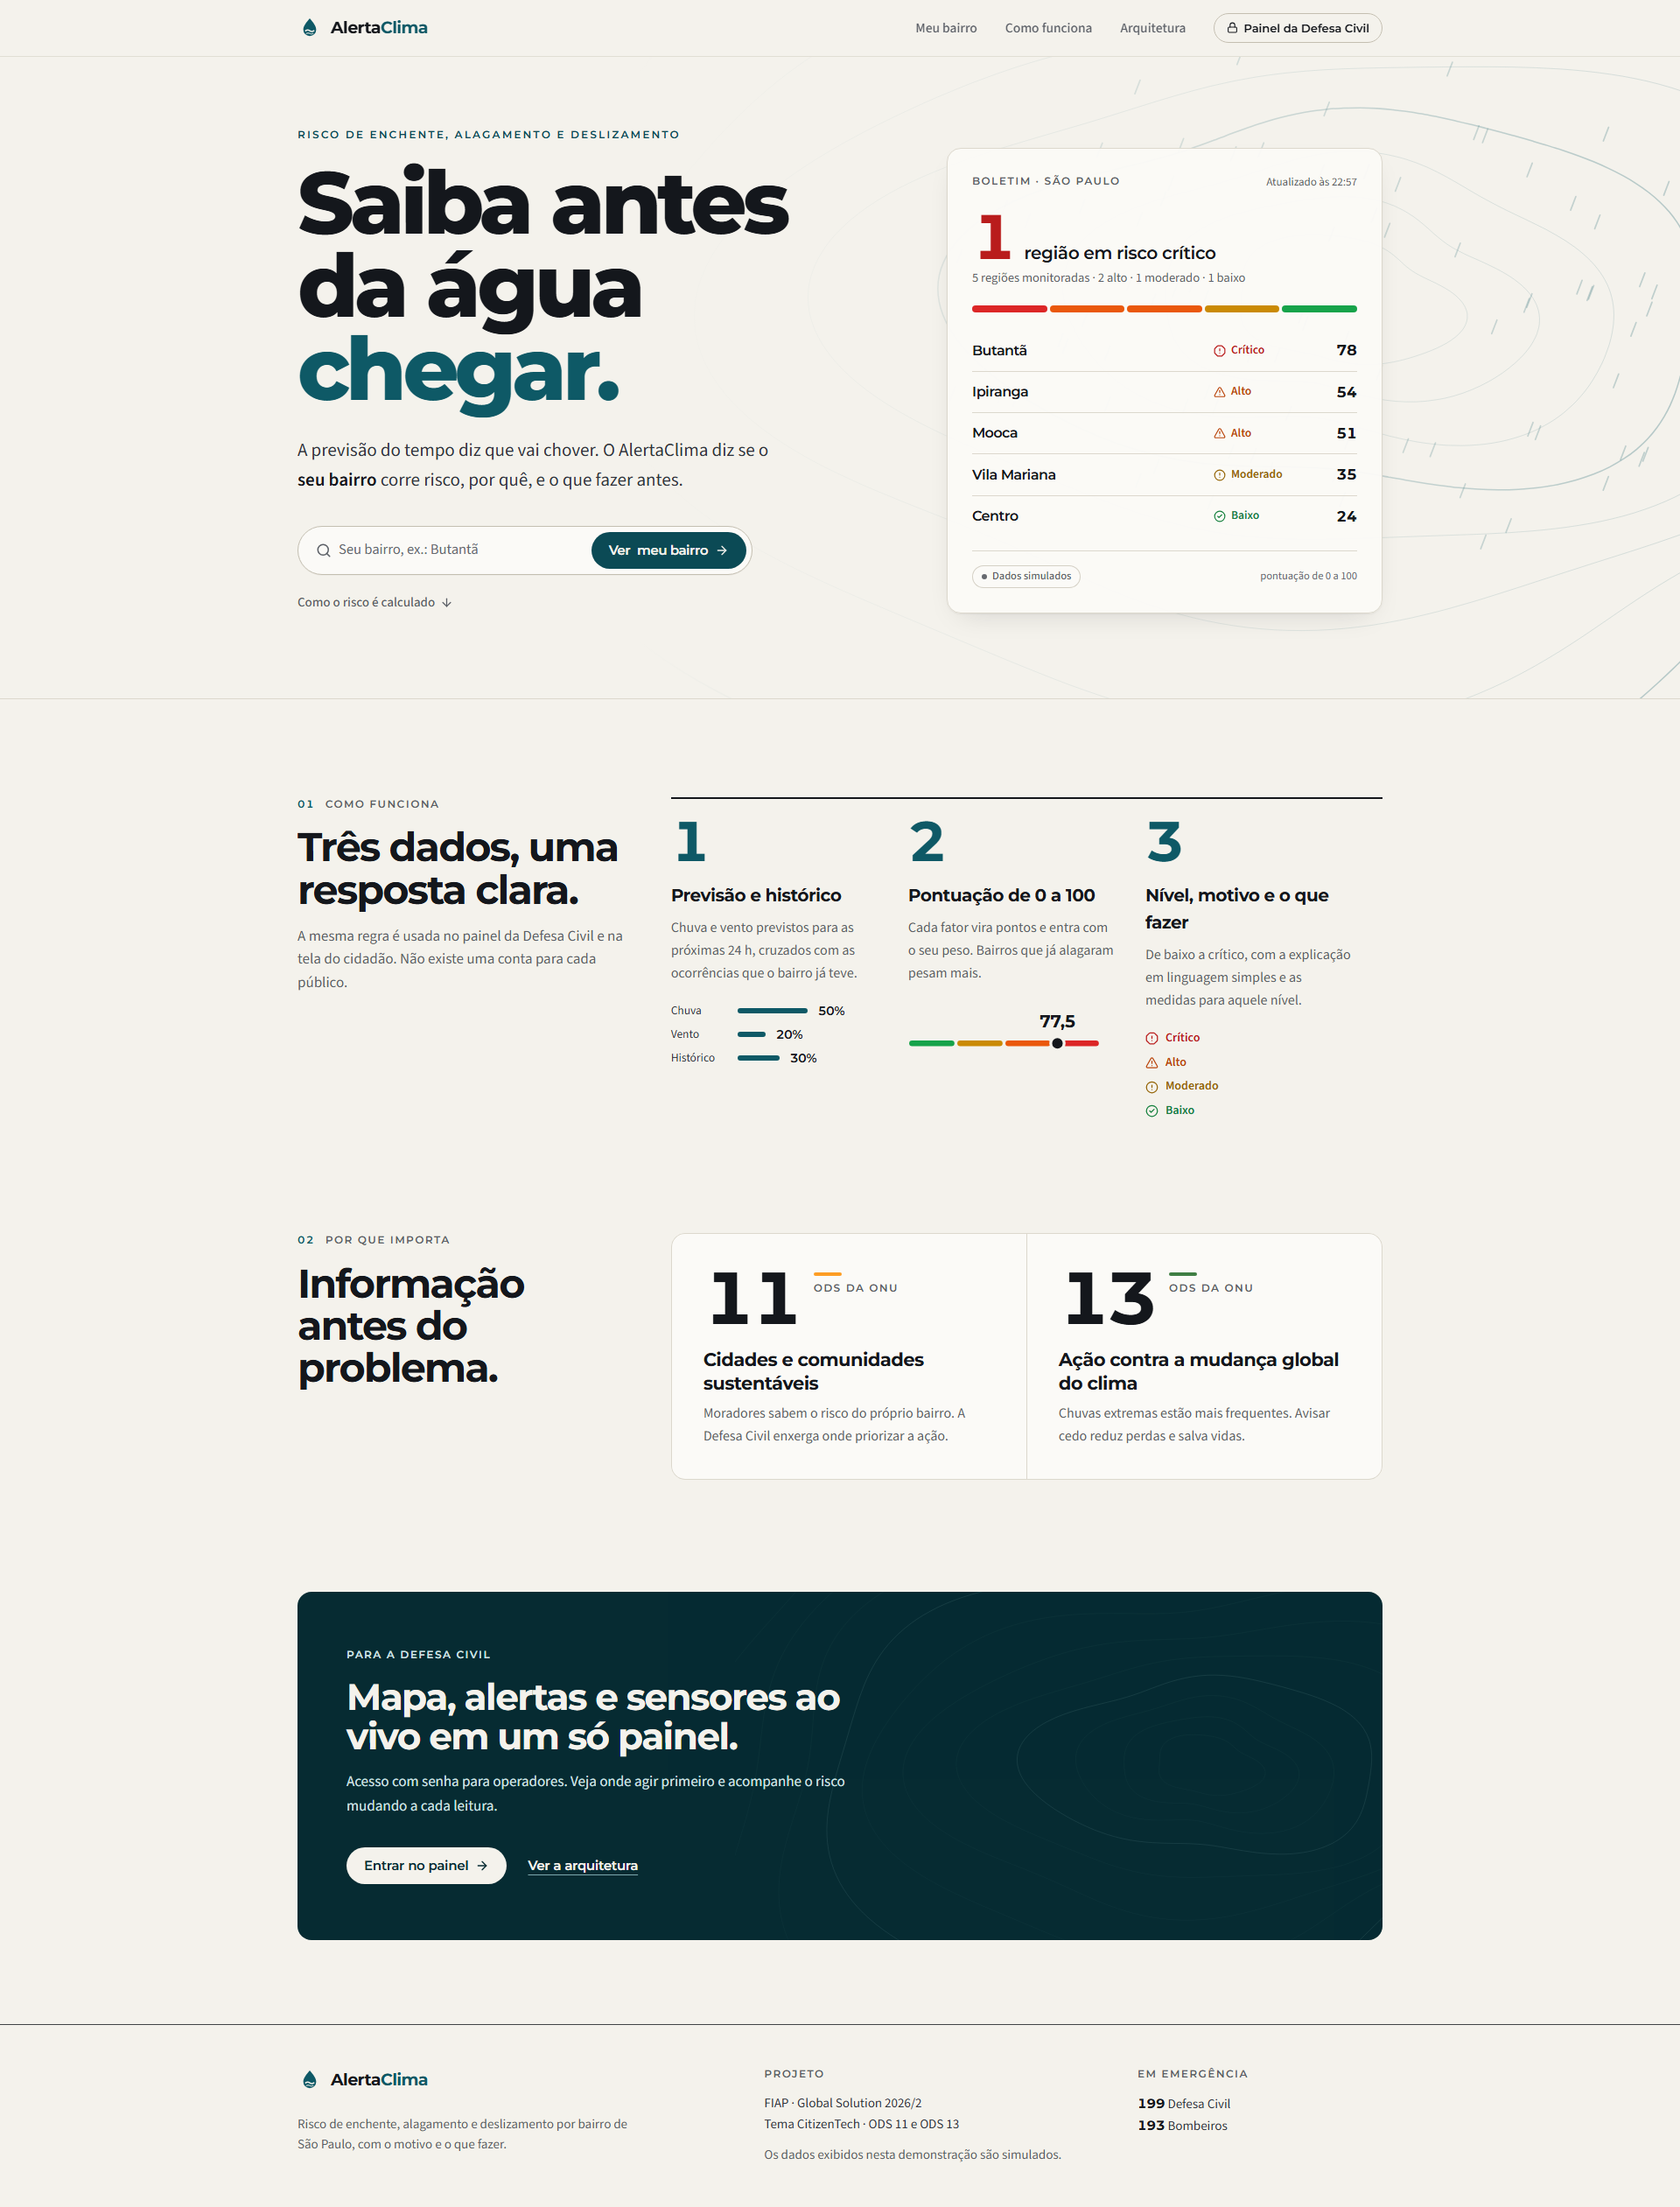 AlertaClima
Meu bairro
Como funciona
Arquitetura
Painel da Defesa Civil
RISCO DE ENCHENTE, ALAGAMENTO E DESLIZAMENTO
Saiba antes
da água
chegar.
A previsão do tempo diz que vai chover. O AlertaClima diz se o
seu bairro corre risco, por quê, e o que fazer antes.
Seu bairro, ex.: Butantã
Ver meu bairro
Como o risco é calculado
BOLETIM · SÃO PAULO
Atualizado às 22:57
1 região em risco crítico
5 regiões monitoradas · 2 alto · 1 moderado · 1 baixo
Butantã Crítico 78
Ipiranga Alto 54
Mooca Alto 51
Vila Mariana Moderado 35
Centro Baixo 24
Dados simulados
pontuação de 0 a 100
01 COMO FUNCIONA
Três dados, uma
resposta clara.
A mesma regra é usada no painel da Defesa Civil e na
tela do cidadão. Não existe uma conta para cada
público.
1
Previsão e histórico
Chuva e vento previstos para as
próximas 24 h, cruzados com as
ocorrências que o bairro já teve.
Chuva 50%
Vento 20%
Histórico 30%
2
Pontuação de 0 a 100
Cada fator vira pontos e entra com
o seu peso. Bairros que já alagaram
pesam mais.
77,5
3
Nível, motivo e o que
fazer
De baixo a crítico, com a explicação
em linguagem simples e as
medidas para aquele nível.
Crítico
Alto
Moderado
Baixo
02 POR QUE IMPORTA
Informação
antes do
problema.
11 ODS DA ONU
Cidades e comunidades
sustentáveis
Moradores sabem o risco do próprio bairro. A
Defesa Civil enxerga onde priorizar a ação.
13 ODS DA ONU
Ação contra a mudança global
do clima
Chuvas extremas estão mais frequentes. Avisar
cedo reduz perdas e salva vidas.
PARA A DEFESA CIVIL
Mapa, alertas e sensores ao
vivo em um só painel.
Acesso com senha para operadores. Veja onde agir primeiro e acompanhe o risco
mudando a cada leitura.
Entrar no painel
Ver a arquitetura
AlertaClima
Risco de enchente, alagamento e deslizamento por bairro de
São Paulo, com o motivo e o que fazer.
PROJETO
FIAP · Global Solution 2026/2
Tema CitizenTech · ODS 11 e ODS 13
Os dados exibidos nesta demonstração são simulados.
EM EMERGÊNCIA
199 Defesa Civil
193 Bombeiros